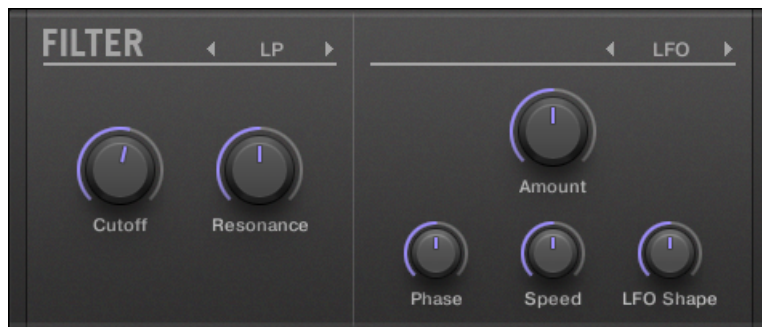 FILTER LP LFO
Amount
Cutoff Resonance
Phase Speed LFO Shape